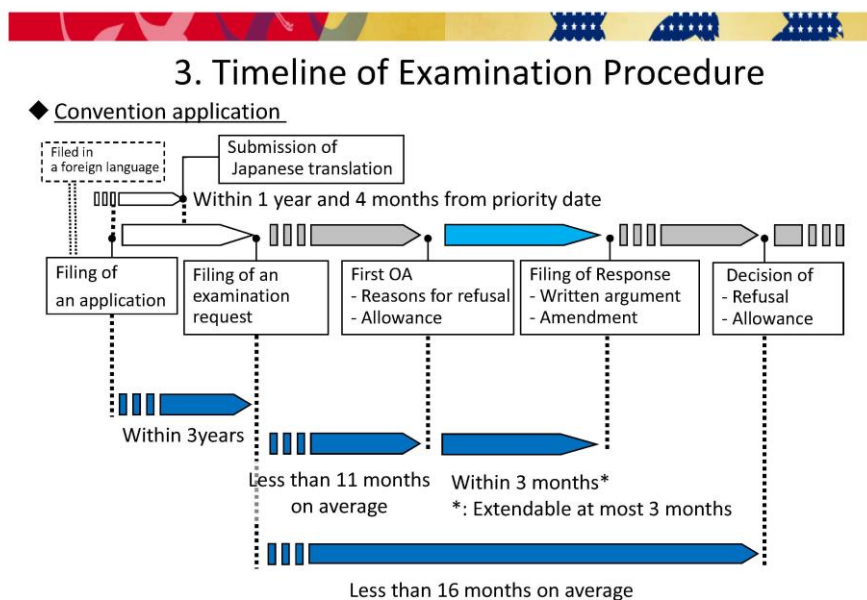 3. Timeline of Examination Procedure
◆ Convention application
Filed in
a foreign language
Submission of
Japanese translation
Within 1 year and 4 months from priority date
Filing of
an application
Filing of an
examination
request
First OA
- Reasons for refusal
- Allowance
Filing of Response
- Written argument
- Amendment
Decision of
- Refusal
- Allowance
Within 3years
Less than 11 months
on average
Within 3 months*
*: Extendable at most 3 months
Less than 16 months on average